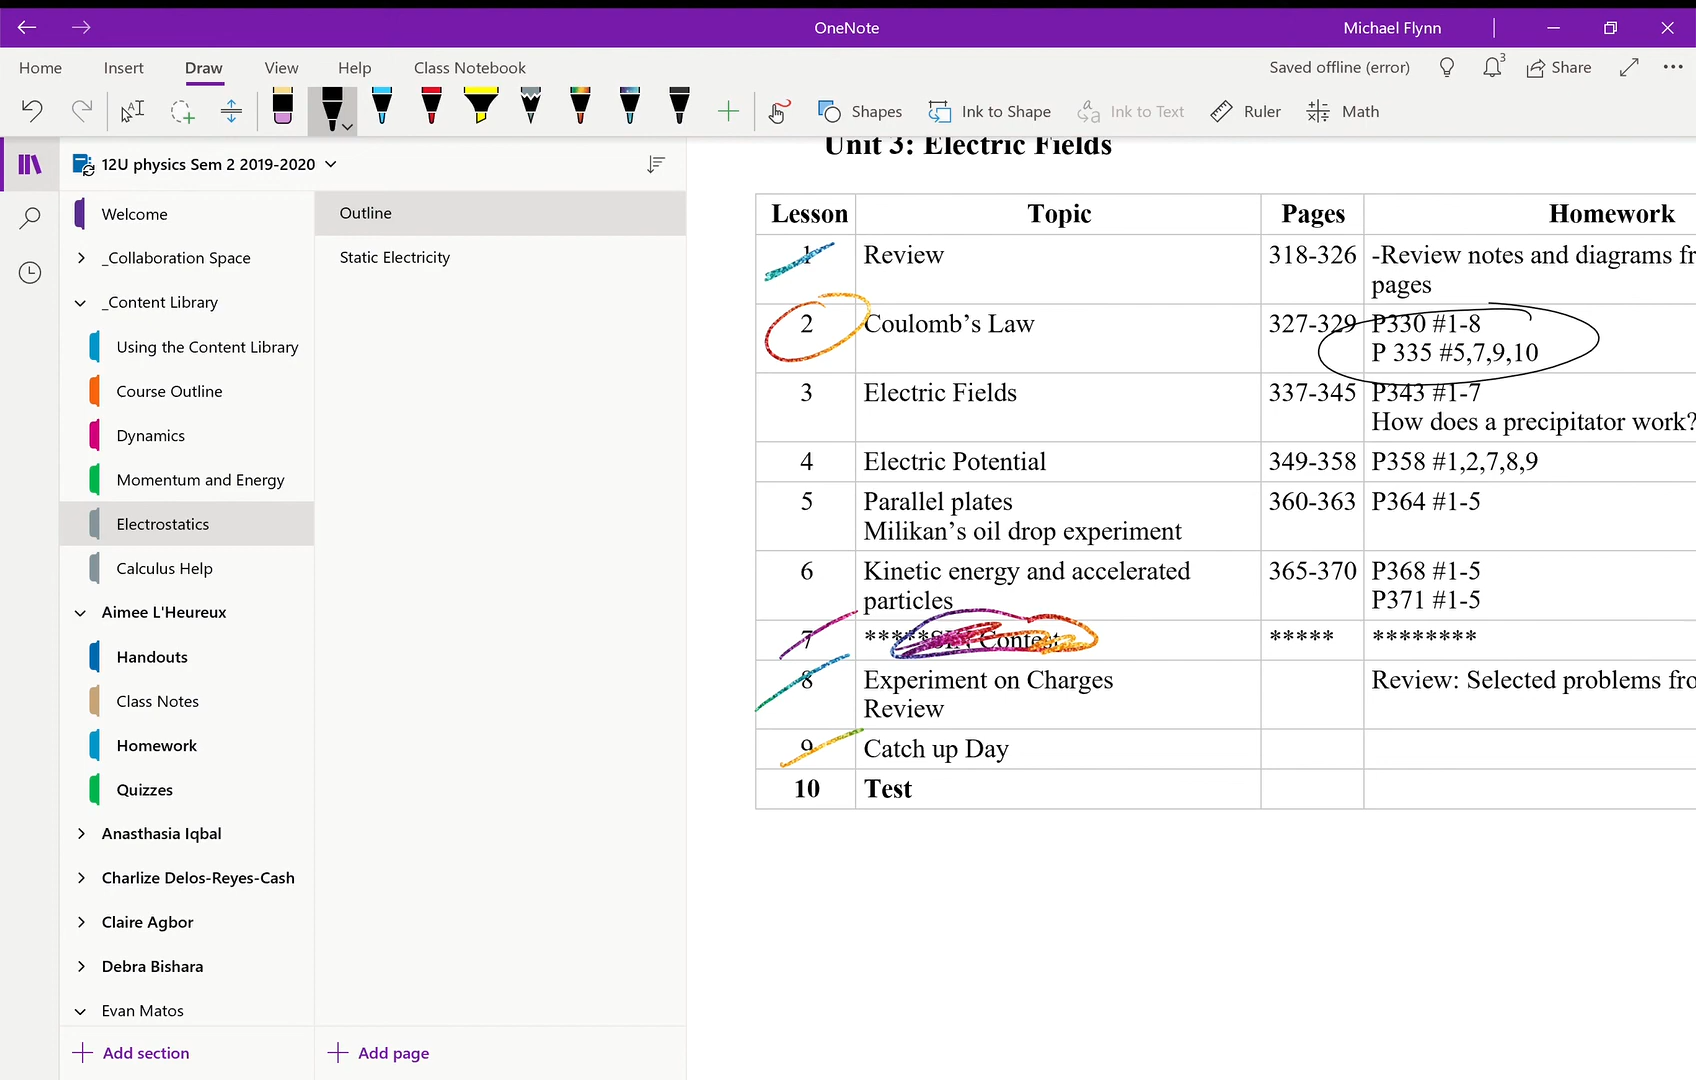 OneNote
Michael Flynn
Home Insert Draw View Help Class Notebook
Saved offline (error) 3 Share
Shapes Ink to Shape Ink to Text Ruler Math
12U physics Sem 2 2019-2020
Welcome
_Collaboration Space
_Content Library
Using the Content Library
Course Outline
Dynamics
Momentum and Energy
Electrostatics
Calculus Help
Aimee L'Heureux
Handouts
Class Notes
Homework
Quizzes
Anasthasia Iqbal
Charlize Delos-Reyes-Cash
Claire Agbor
Debra Bishara
Evan Matos
Add section
Outline
Static Electricity
Add page
Unit 3: Electric Fields
Lesson Topic Pages Homework
1 Review 318-326 -Review notes and diagrams fr
pages
2 Coulomb's Law 327-329 P330 #1-8
P 335 #5,7,9,10
3 Electric Fields 337-345 P343 #1-7
How does a precipitator work?
4 Electric Potential 349-358 P358 #1,2,7,8,9
5 Parallel plates 360-363 P364 #1-5
Milikan's oil drop experiment
6 Kinetic energy and accelerated 365-370 P368 #1-5
particles P371 #1-5
7 *****SIN Contest ***** ********
8 Experiment on Charges Review: Selected problems fro
Review
9 Catch up Day
10 Test